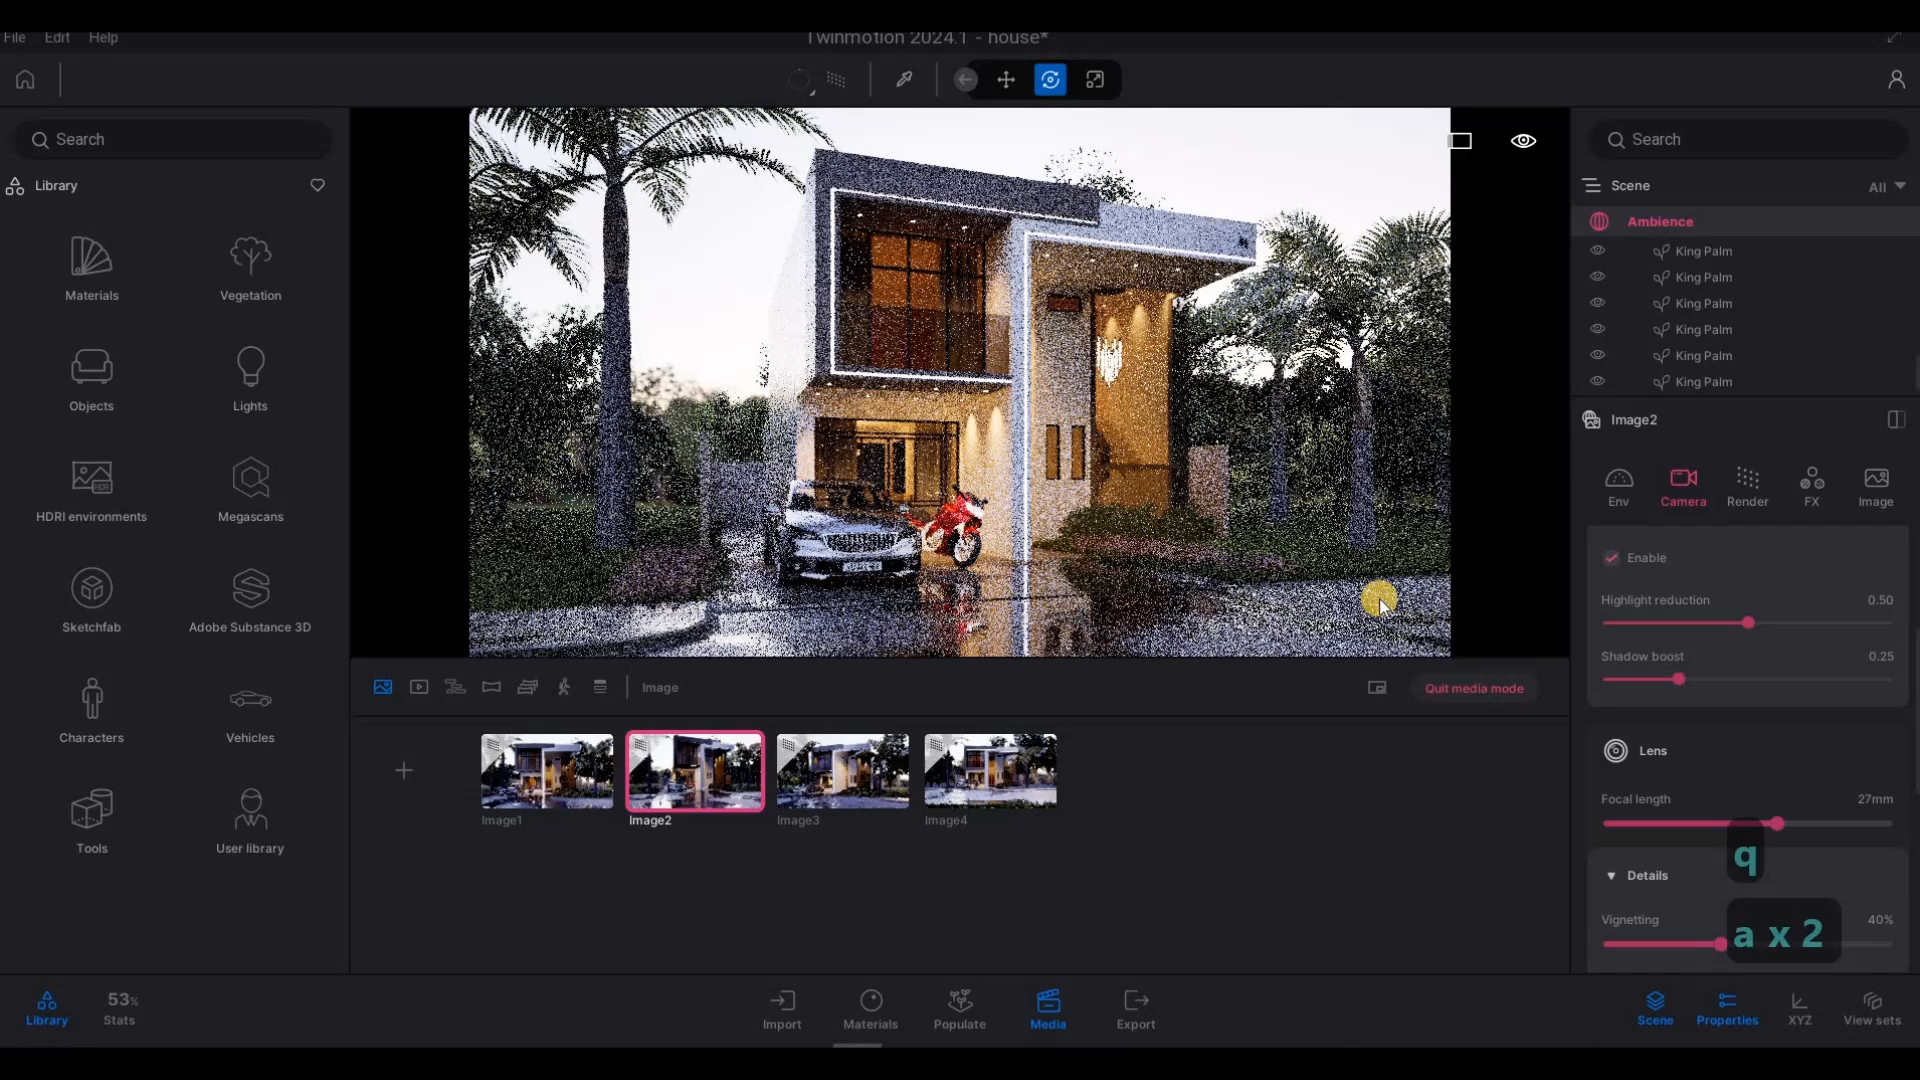 Twinmotion 2024.1 - house*
File Edit Help
Search
Library
Materials
Vegetation
Objects
Lights
HDRI environments
Megascans
Sketchfab
Adobe Substance 3D
Characters
Vehicles
Tools
User library
Image
Quit media mode
Image1
Image2
Image3
Image4
Search
Scene
All
Ambience
King Palm
King Palm
King Palm
King Palm
King Palm
King Palm
Image2
Env
Camera
Render
FX
Image
Enable
Highlight reduction 0.50
Shadow boost 0.25
Lens
Focal length 27mm
q
Details
Vignetting 40%
a x 2
Library
53%
Stats
Import
Materials
Populate
Media
Export
Scene
Properties
XYZ
View sets